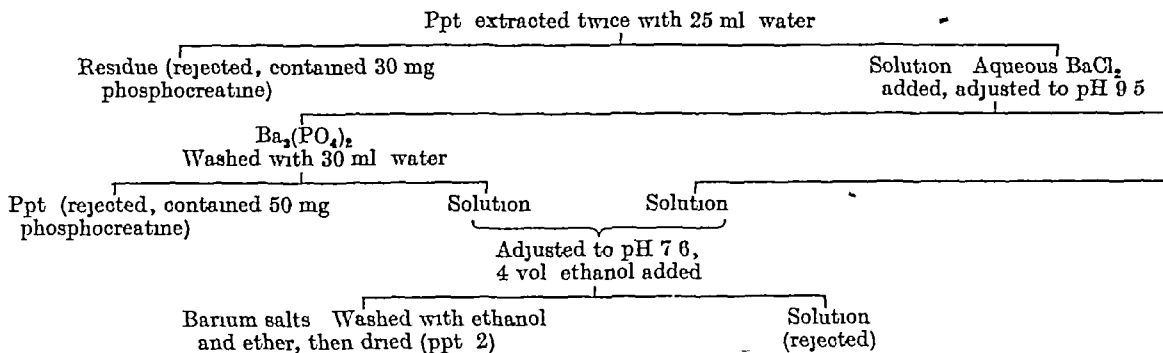 Ppt extracted twice with 25 ml water
Residue (rejected, contained 30 mg
phosphocreatine)
Solution Aqueous BaCl₂
added, adjusted to pH 9 5
Ba₃(PO₄)₂
Washed with 30 ml water
Ppt (rejected, contained 50 mg
phosphocreatine)
Solution
Solution
Adjusted to pH 7 6,
4 vol ethanol added
Barium salts Washed with ethanol
and ether, then dried (ppt 2)
Solution
(rejected)